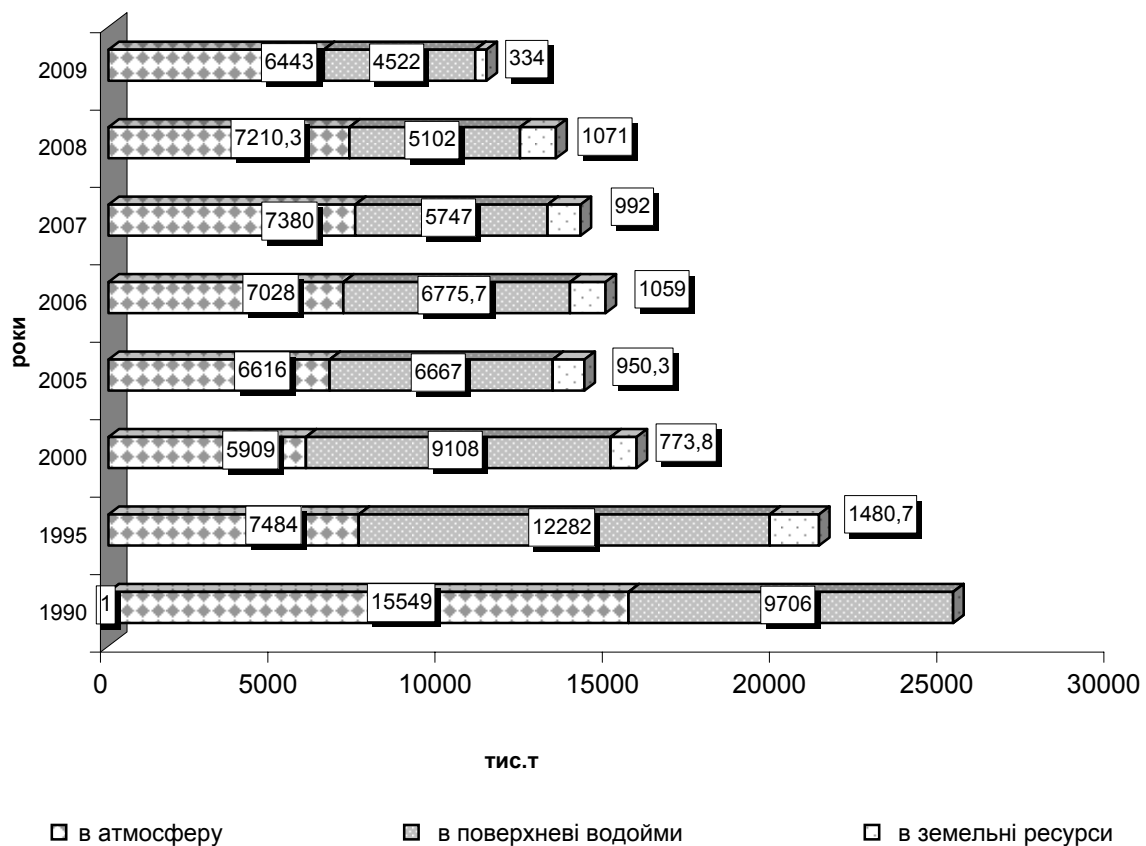 2009 6443 4522 334
2008 7210,3 5102 1071
2007 7380 5747 992
2006 7028 6775,7 1059
роки
2005 6616 6667 950,3
2000 5909 9108 773,8
1995 7484 12282 1480,7
1990 1 15549 9706
0 5000 10000 15000 20000 25000 30000
тис.т
в атмосферу в поверхневі водойми в земельні ресурси